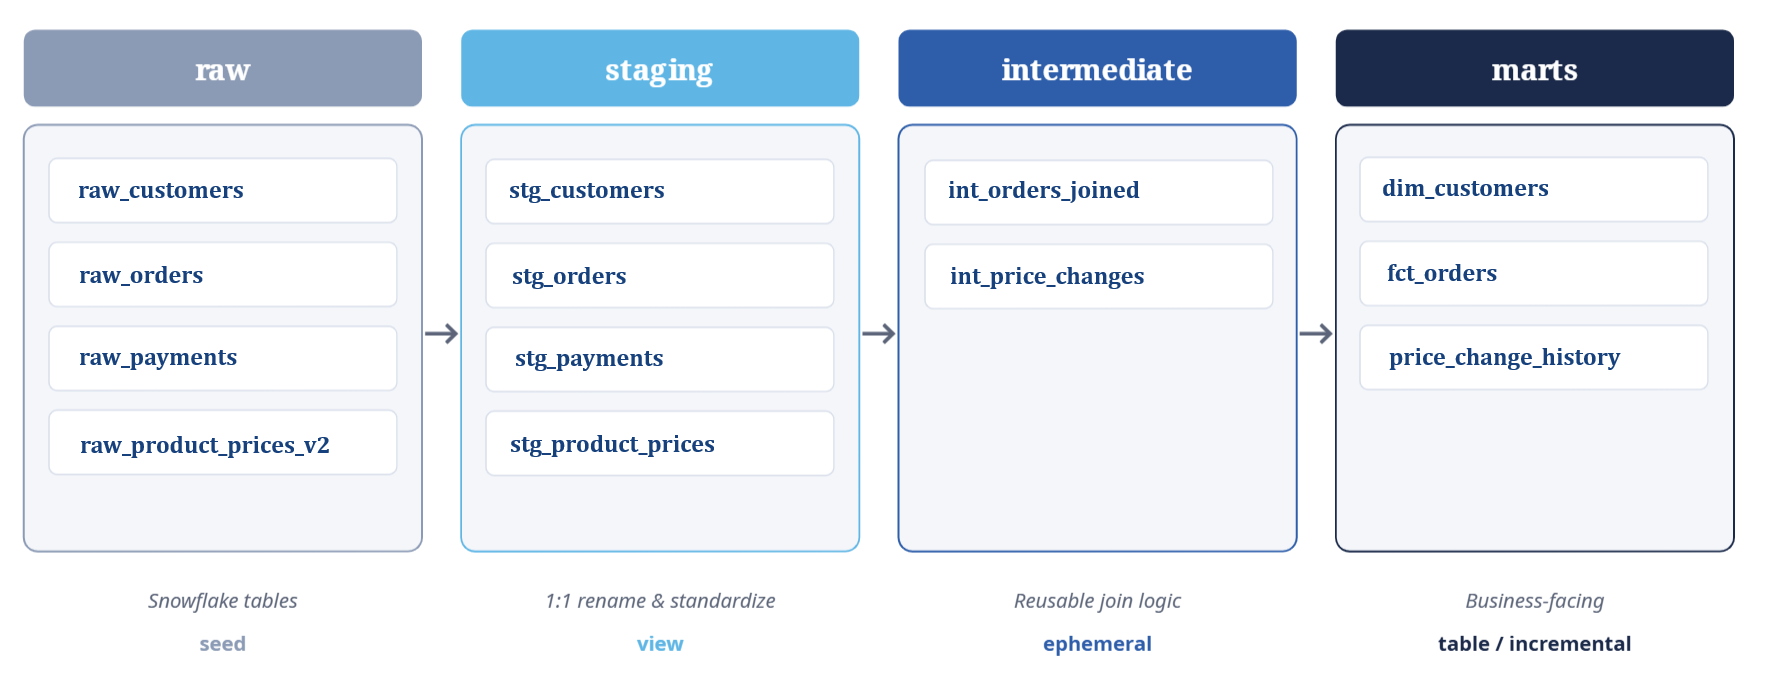 raw
raw_customers
raw_orders
raw_payments
raw_product_prices_v2
Snowflake tables
seed
staging
stg_customers
stg_orders
stg_payments
stg_product_prices
1:1 rename & standardize
view
intermediate
int_orders_joined
int_price_changes
Reusable join logic
ephemeral
marts
dim_customers
fct_orders
price_change_history
Business-facing
table / incremental